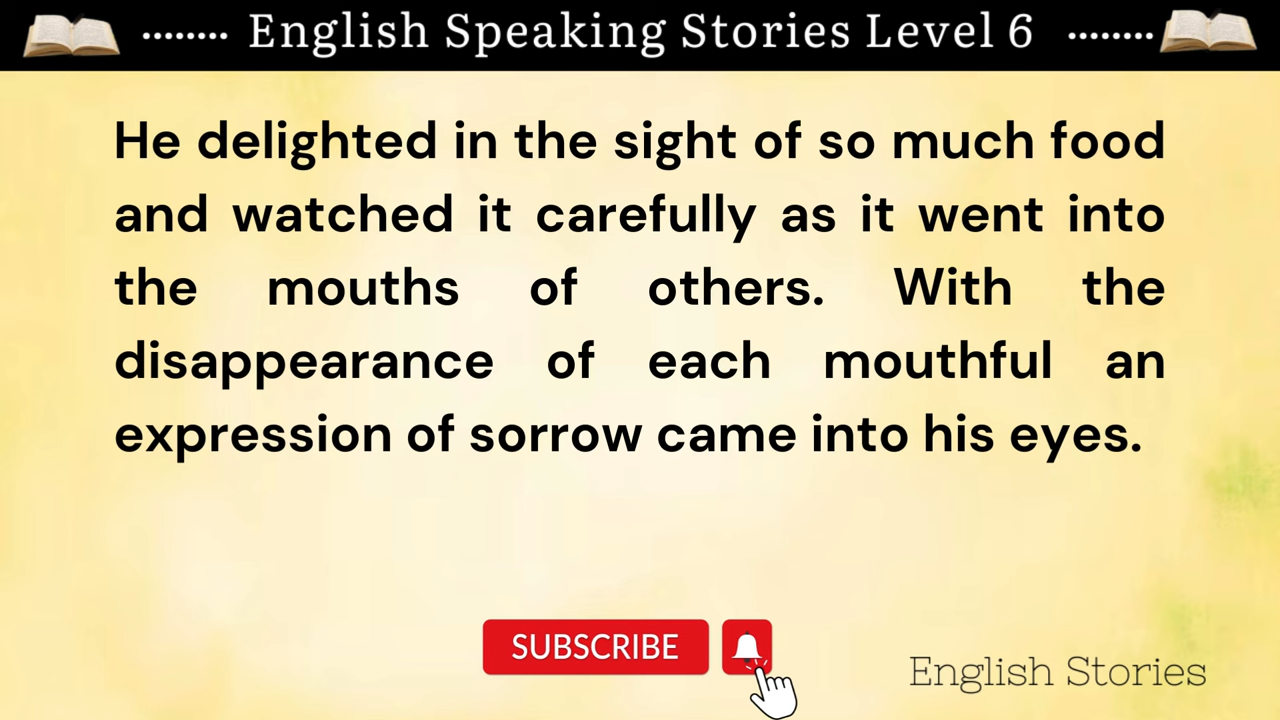 ........ English Speaking Stories Level 6 ........
He delighted in the sight of so much food
and watched it carefully as it went into
the mouths of others. With the
disappearance of each mouthful an
expression of sorrow came into his eyes.
SUBSCRIBE
English Stories